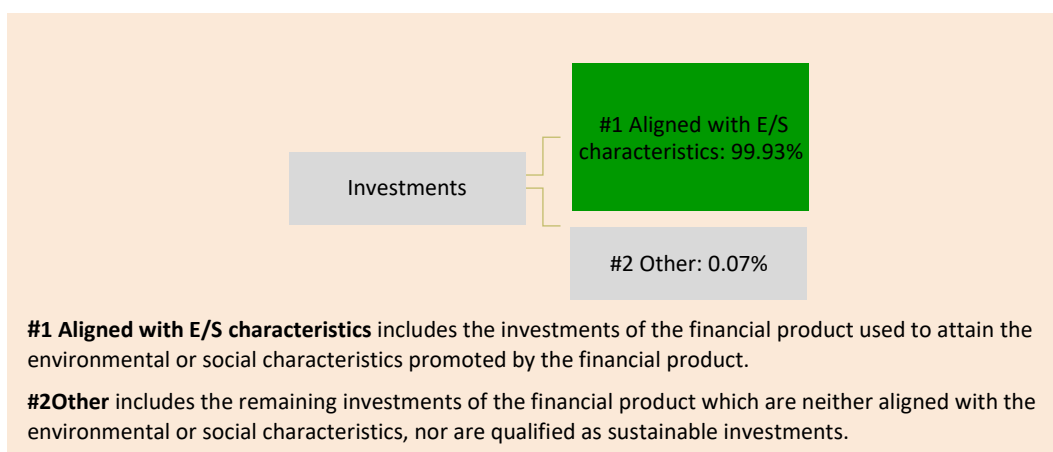 #1 Aligned with E/S
characteristics: 99.93%
Investments
#2 Other: 0.07%
#1 Aligned with E/S characteristics includes the investments of the financial product used to attain the
environmental or social characteristics promoted by the financial product.
#2Other includes the remaining investments of the financial product which are neither aligned with the
environmental or social characteristics, nor are qualified as sustainable investments.